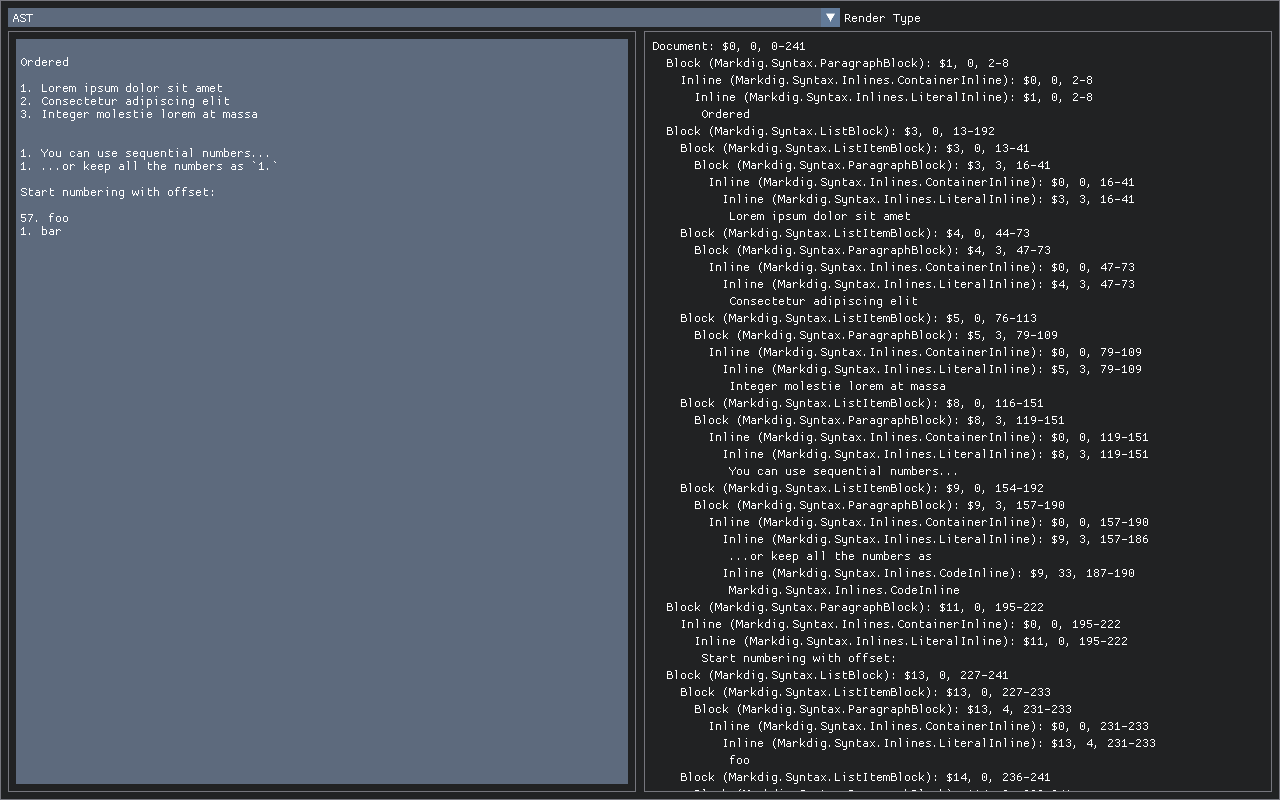 AST
Render Type
Ordered
1. Lorem ipsum dolor sit amet
2. Consectetur adipiscing elit
3. Integer molestie lorem at massa
1. You can use sequential numbers...
1. ...or keep all the numbers as `1.`
Start numbering with offset:
57. foo
1. bar
Document: $0, 0, 0-241
Block (Markdig.Syntax.ParagraphBlock): $1, 0, 2-8
Inline (Markdig.Syntax.Inlines.ContainerInline): $0, 0, 2-8
Inline (Markdig.Syntax.Inlines.LiteralInline): $1, 0, 2-8
Ordered
Block (Markdig.Syntax.ListBlock): $3, 0, 13-192
Block (Markdig.Syntax.ListItemBlock): $3, 0, 13-41
Block (Markdig.Syntax.ParagraphBlock): $3, 3, 16-41
Inline (Markdig.Syntax.Inlines.ContainerInline): $0, 0, 16-41
Inline (Markdig.Syntax.Inlines.LiteralInline): $3, 3, 16-41
Lorem ipsum dolor sit amet
Block (Markdig.Syntax.ListItemBlock): $4, 0, 44-73
Block (Markdig.Syntax.ParagraphBlock): $4, 3, 47-73
Inline (Markdig.Syntax.Inlines.ContainerInline): $0, 0, 47-73
Inline (Markdig.Syntax.Inlines.LiteralInline): $4, 3, 47-73
Consectetur adipiscing elit
Block (Markdig.Syntax.ListItemBlock): $5, 0, 76-113
Block (Markdig.Syntax.ParagraphBlock): $5, 3, 79-109
Inline (Markdig.Syntax.Inlines.ContainerInline): $0, 0, 79-109
Inline (Markdig.Syntax.Inlines.LiteralInline): $5, 3, 79-109
Integer molestie lorem at massa
Block (Markdig.Syntax.ListItemBlock): $8, 0, 116-151
Block (Markdig.Syntax.ParagraphBlock): $8, 3, 119-151
Inline (Markdig.Syntax.Inlines.ContainerInline): $0, 0, 119-151
Inline (Markdig.Syntax.Inlines.LiteralInline): $8, 3, 119-151
You can use sequential numbers...
Block (Markdig.Syntax.ListItemBlock): $9, 0, 154-192
Block (Markdig.Syntax.ParagraphBlock): $9, 3, 157-190
Inline (Markdig.Syntax.Inlines.ContainerInline): $0, 0, 157-190
Inline (Markdig.Syntax.Inlines.LiteralInline): $9, 3, 157-186
...or keep all the numbers as
Inline (Markdig.Syntax.Inlines.CodeInline): $9, 33, 187-190
Markdig.Syntax.Inlines.CodeInline
Block (Markdig.Syntax.ParagraphBlock): $11, 0, 195-222
Inline (Markdig.Syntax.Inlines.ContainerInline): $0, 0, 195-222
Inline (Markdig.Syntax.Inlines.LiteralInline): $11, 0, 195-222
Start numbering with offset:
Block (Markdig.Syntax.ListBlock): $13, 0, 227-241
Block (Markdig.Syntax.ListItemBlock): $13, 0, 227-233
Block (Markdig.Syntax.ParagraphBlock): $13, 4, 231-233
Inline (Markdig.Syntax.Inlines.ContainerInline): $0, 0, 231-233
Inline (Markdig.Syntax.Inlines.LiteralInline): $13, 4, 231-233
foo
Block (Markdig.Syntax.ListItemBlock): $14, 0, 236-241